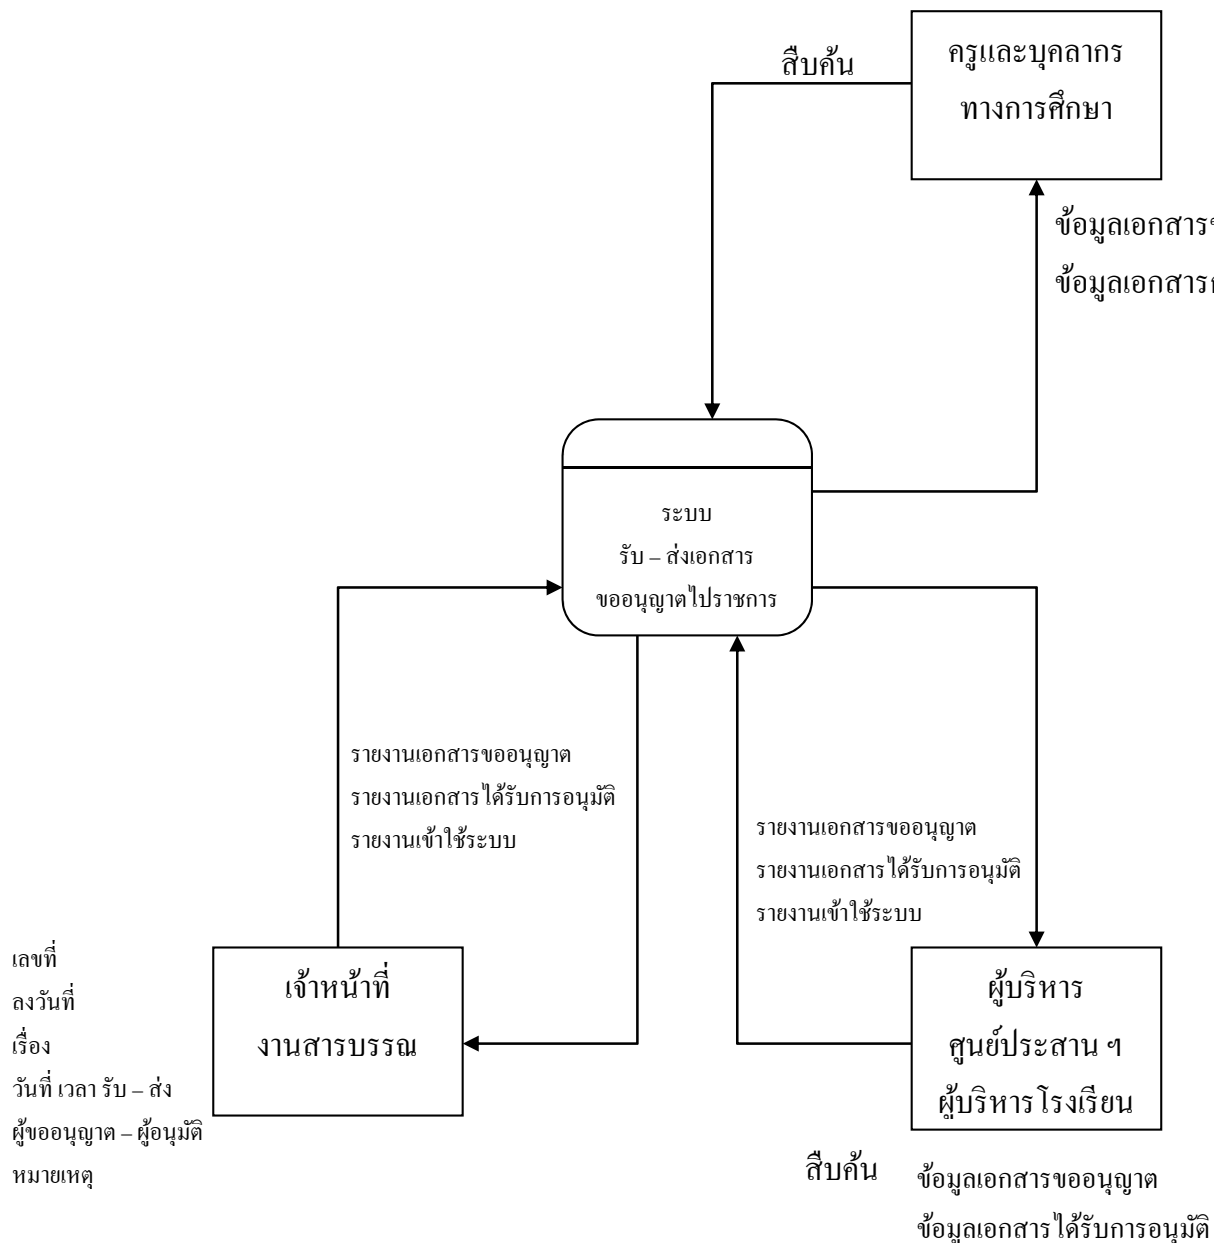 ครูและบุคลากร
ทางการศึกษา
สืบค้น
ข้อมูลเอกสาร
ข้อมูลเอกสาร
ระบบ
รับ – ส่งเอกสาร
ขออนุญาตไปราชการ
รายงานเอกสารขออนุญาต
รายงานเอกสารได้รับการอนุมัติ
รายงานเข้าใช้ระบบ
รายงานเอกสารขออนุญาต
รายงานเอกสารได้รับการอนุมัติ
รายงานเข้าใช้ระบบ
เลขที่
ลงวันที่
เรื่อง
วันที่ เวลา รับ – ส่ง
ผู้ขออนุญาต – ผู้อนุมัติ
หมายเหตุ
เจ้าหน้าที่
งานสารบรรณ
ผู้บริหาร
ศูนย์ประสาน ฯ
ผู้บริหารโรงเรียน
สืบค้น
ข้อมูลเอกสารขออนุญาต
ข้อมูลเอกสารได้รับการอนุมัติ